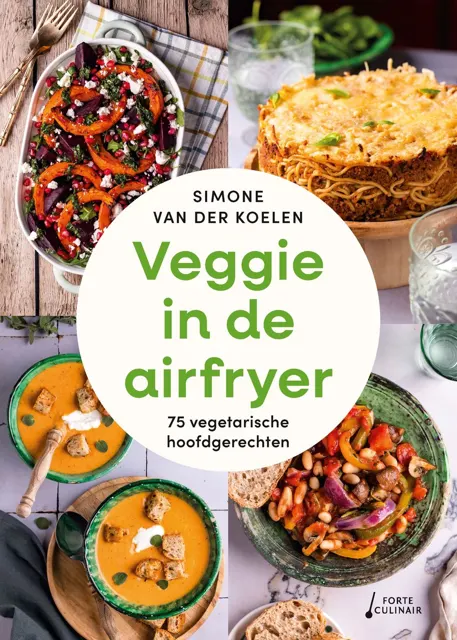 SIMONE
VAN DER KOELEN
Veggie
in de
airfryer
75 vegetarische
hoofdgerechten
FORTE
CULINAIR